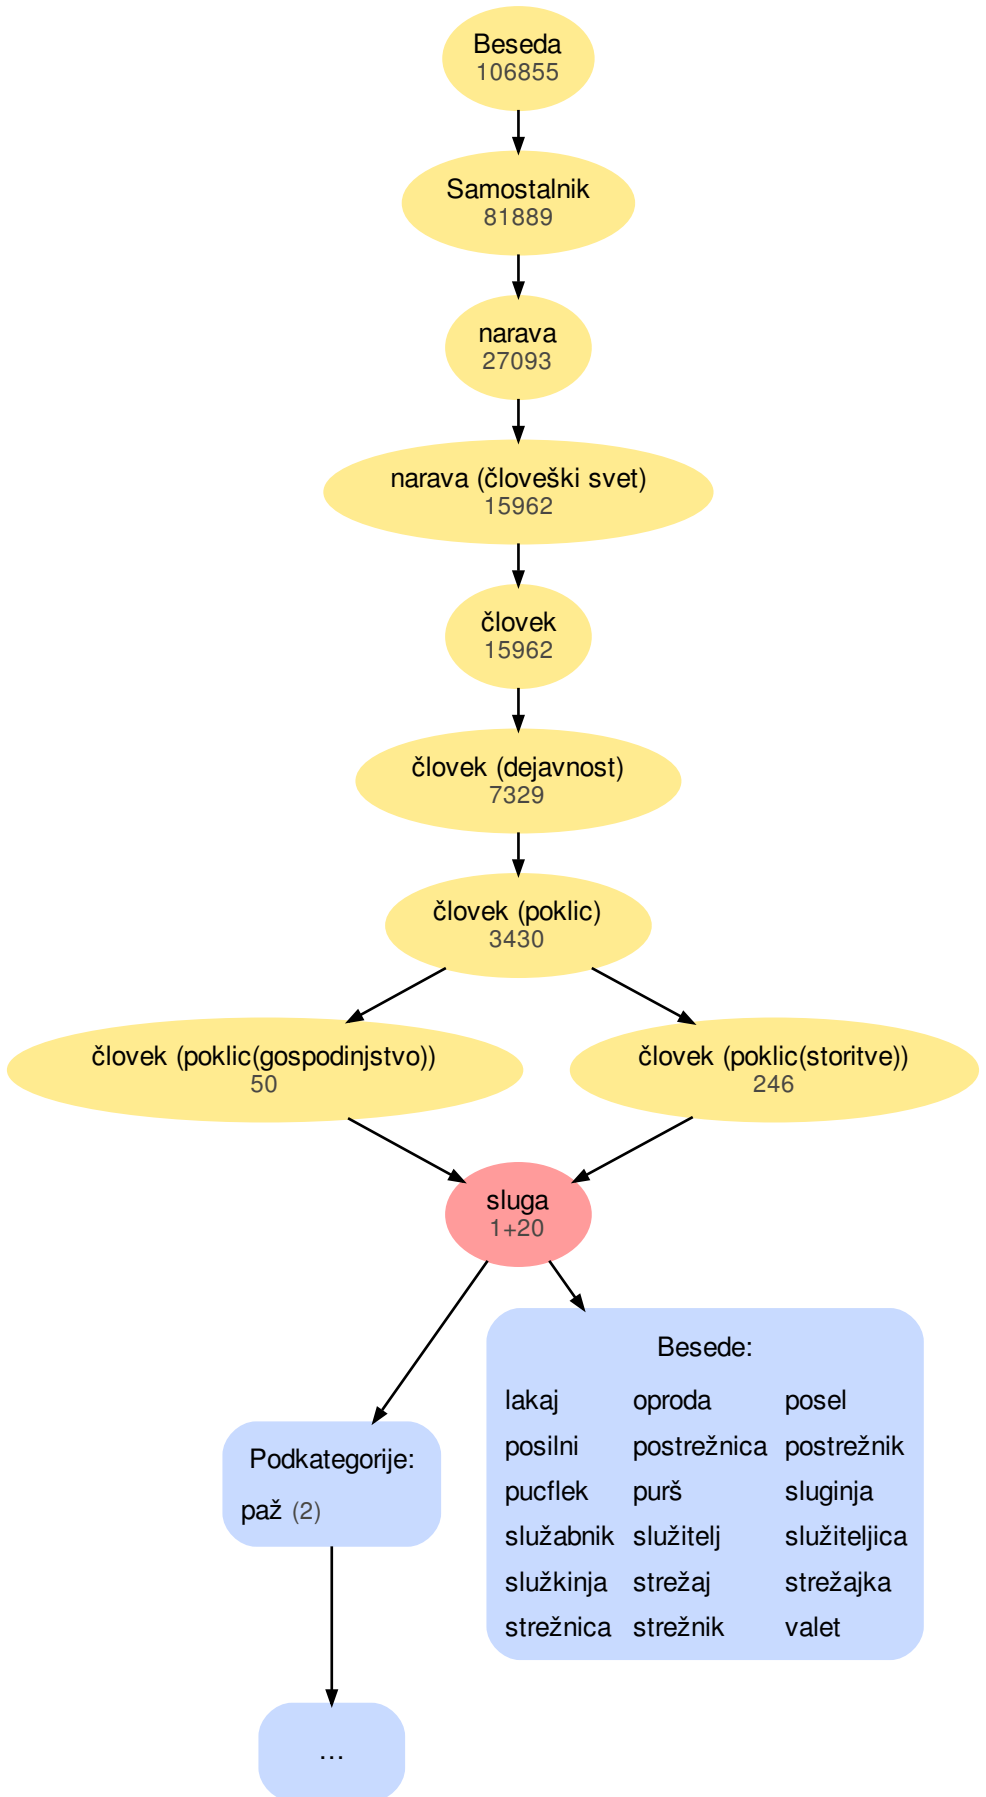 Beseda
106855
Samostalnik
81889
narava
27093
narava (človeški svet)
15962
človek
15962
človek (dejavnost)
7329
človek (poklic)
3430
človek (poklic(gospodinjstvo))
50
človek (poklic(storitve))
246
sluga
1+20
Besede:
lakaj oproda posel
posilni postrežnica postrežnik
pucflek purš sluginja
služabnik služitelj služiteljica
služkinja strežaj strežajka
strežnica strežnik valet
Podkategorije:
paž (2)
...